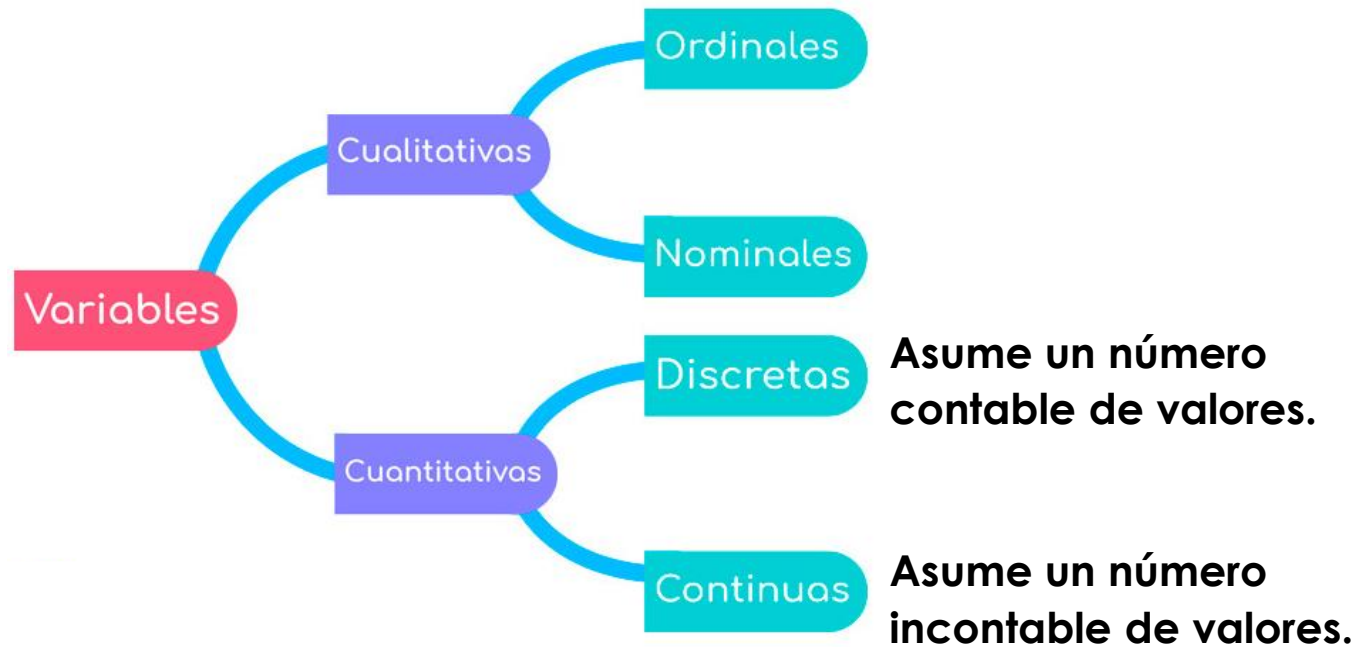 Variables
Cualitativas
Ordinales
Nominales
Cuantitativas
Discretas
Asume un número
contable de valores.
Continuas
Asume un número
incontable de valores.